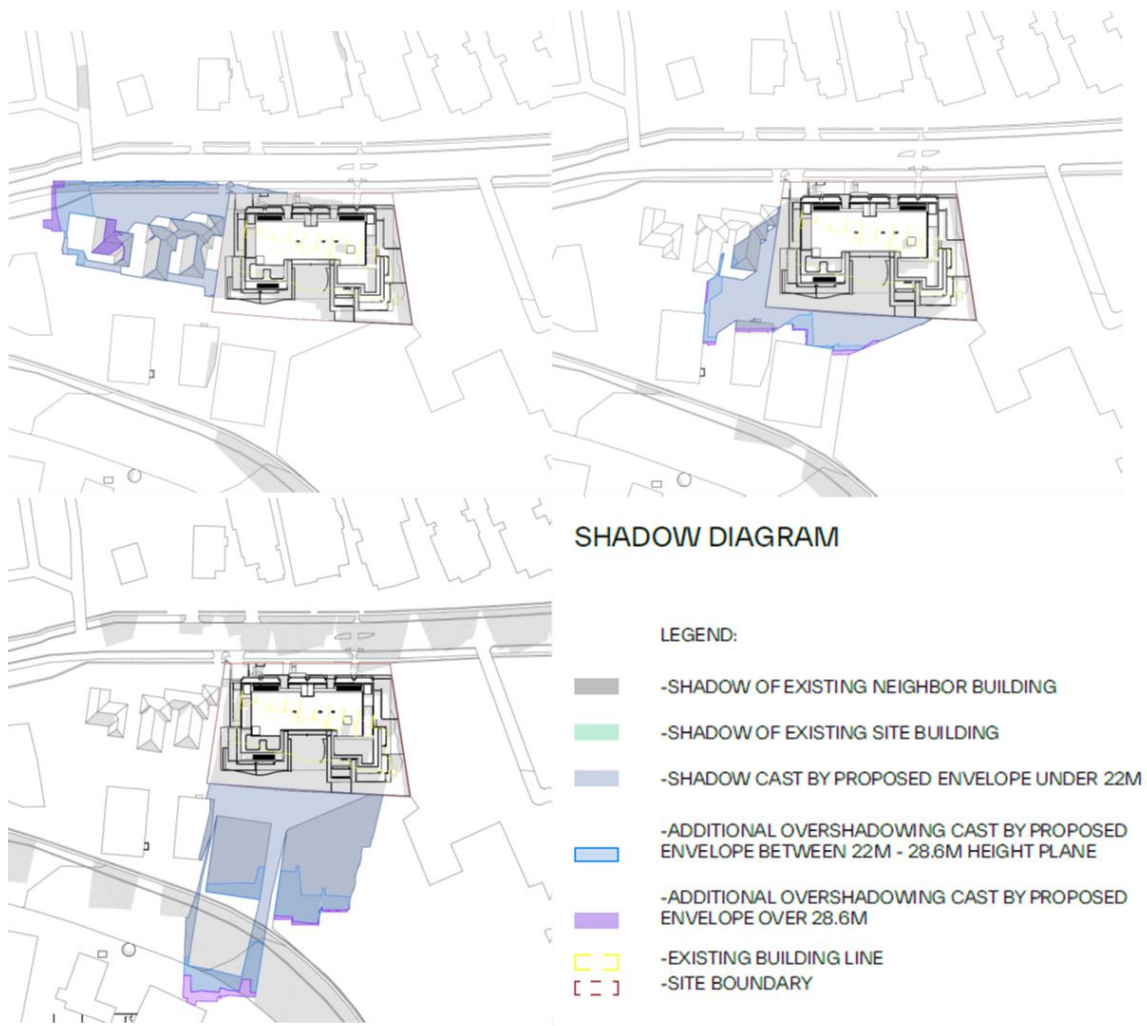 SHADOW DIAGRAM
LEGEND:
-SHADOW OF EXISTING NEIGHBOR BUILDING
-SHADOW OF EXISTING SITE BUILDING
-SHADOW CAST BY PROPOSED ENVELOPE UNDER 22M
-ADDITIONAL OVERSHADOWING CAST BY PROPOSED
ENVELOPE BETWEEN 22M - 28.6M HEIGHT PLANE
-ADDITIONAL OVERSHADOWING CAST BY PROPOSED
ENVELOPE OVER 28.6M
-EXISTING BUILDING LINE
-SITE BOUNDARY